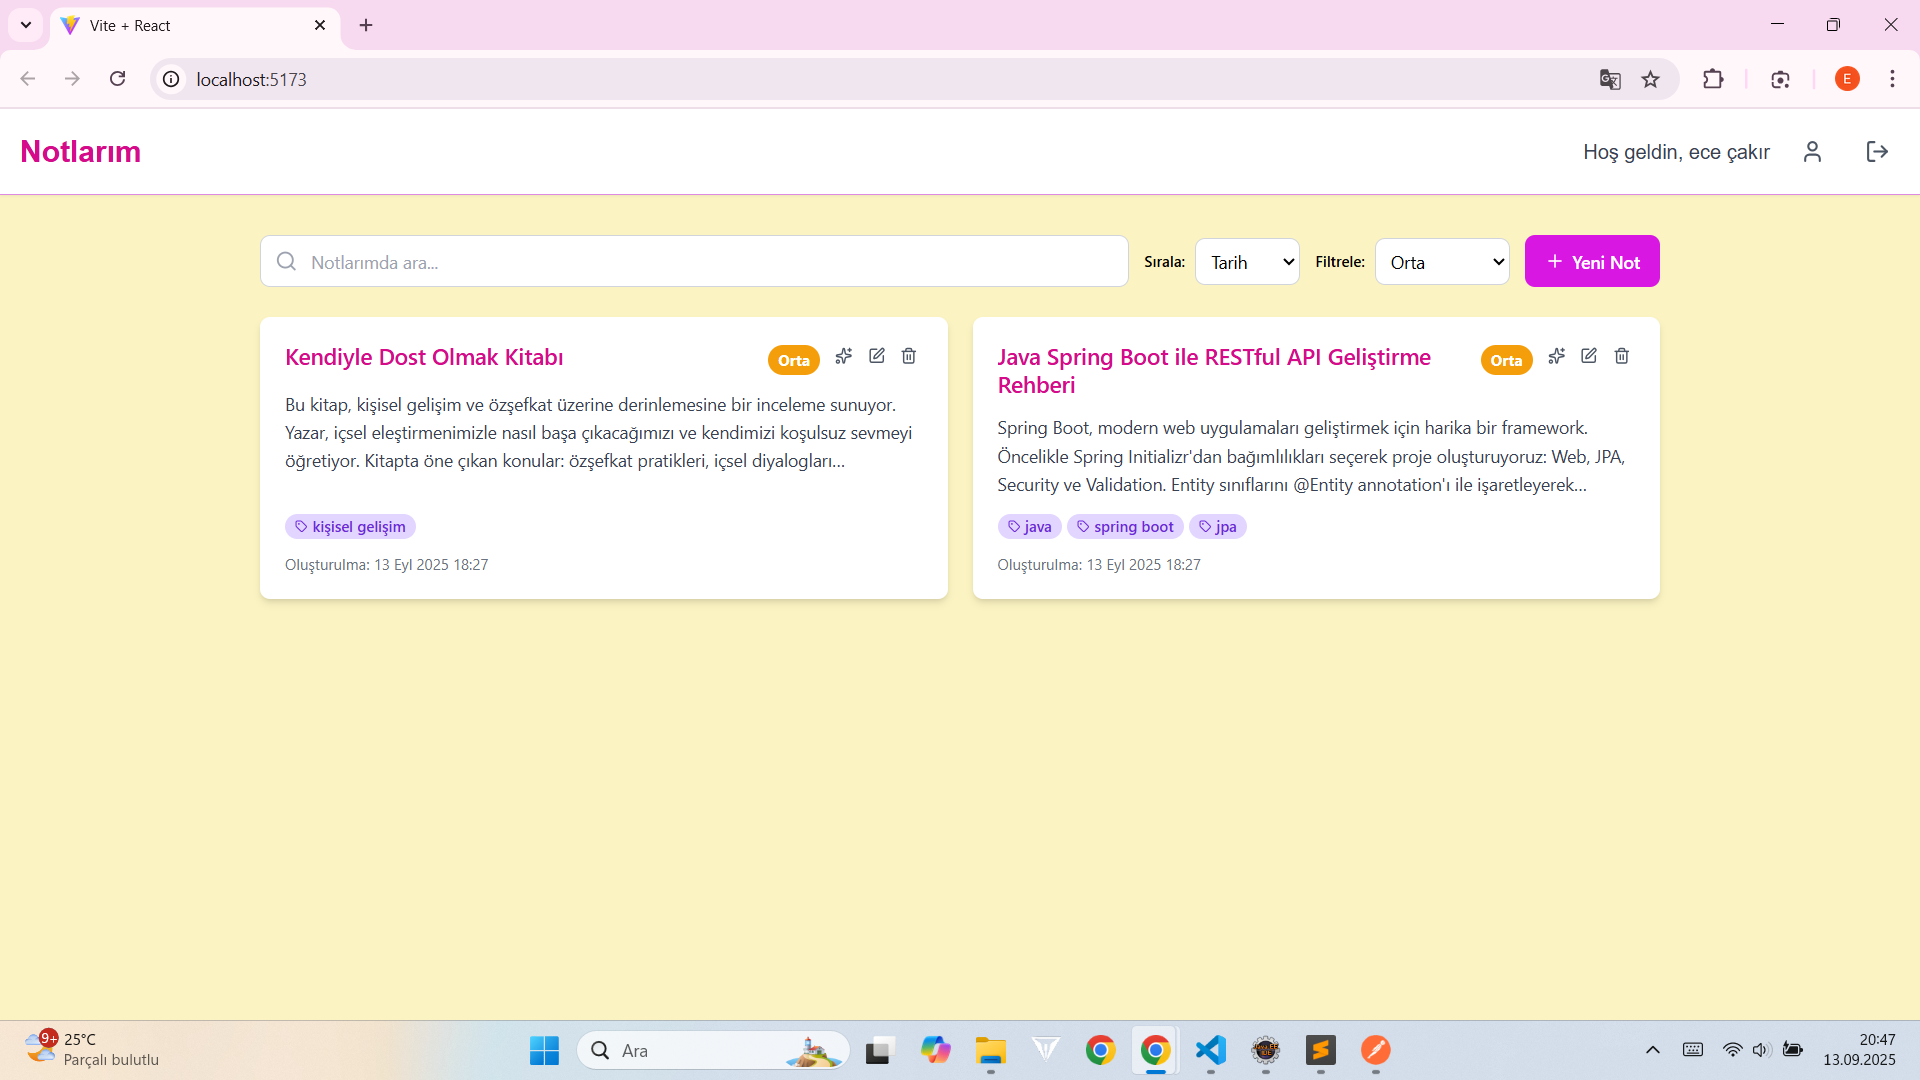 Vite + React
localhost:5173
E
Notlarım
Hoş geldin, ece çakır
Notlarımda ara...
Sırala:
Tarih
Filtrele:
Orta
+ Yeni Not
Kendiyle Dost Olmak Kitabı
Orta
Bu kitap, kişisel gelişim ve özşefkat üzerine derinlemesine bir inceleme sunuyor.
Yazar, içsel eleştirmenimizle nasıl başa çıkacağımızı ve kendimizi koşulsuz sevmeyi
öğretiyor. Kitapta öne çıkan konular: özşefkat pratikleri, içsel diyalogları...
kişisel gelişim
Oluşturulma: 13 Eyl 2025 18:27
Java Spring Boot ile RESTful API Geliştirme
Rehberi
Orta
Spring Boot, modern web uygulamaları geliştirmek için harika bir framework.
Öncelikle Spring Initializr'dan bağımlılıkları seçerek proje oluşturuyoruz: Web, JPA,
Security ve Validation. Entity sınıflarını @Entity annotation'ı ile işaretleyerek...
java
spring boot
jpa
Oluşturulma: 13 Eyl 2025 18:27
9+
25°C
Parçalı bulutlu
Ara
20:47
13.09.2025